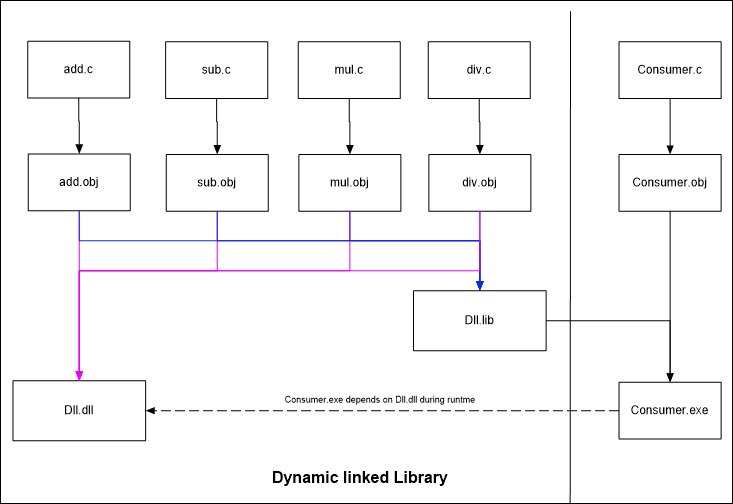 add.c
sub.c
mul.c
div.c
Consumer.c
add.obj
sub.obj
mul.obj
div.obj
Consumer.obj
Dll.lib
Dll.dll
Consumer.exe depends on Dll.dll during runtme
Consumer.exe
Dynamic linked Library